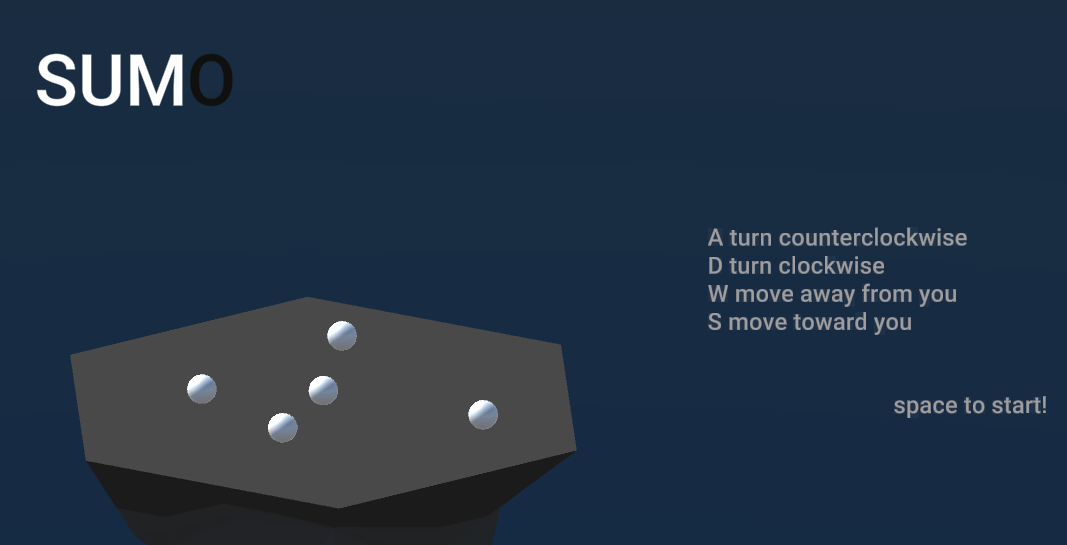 SUMO
A turn counterclockwise
D turn clockwise
W move away from you
S move toward you
space to start!